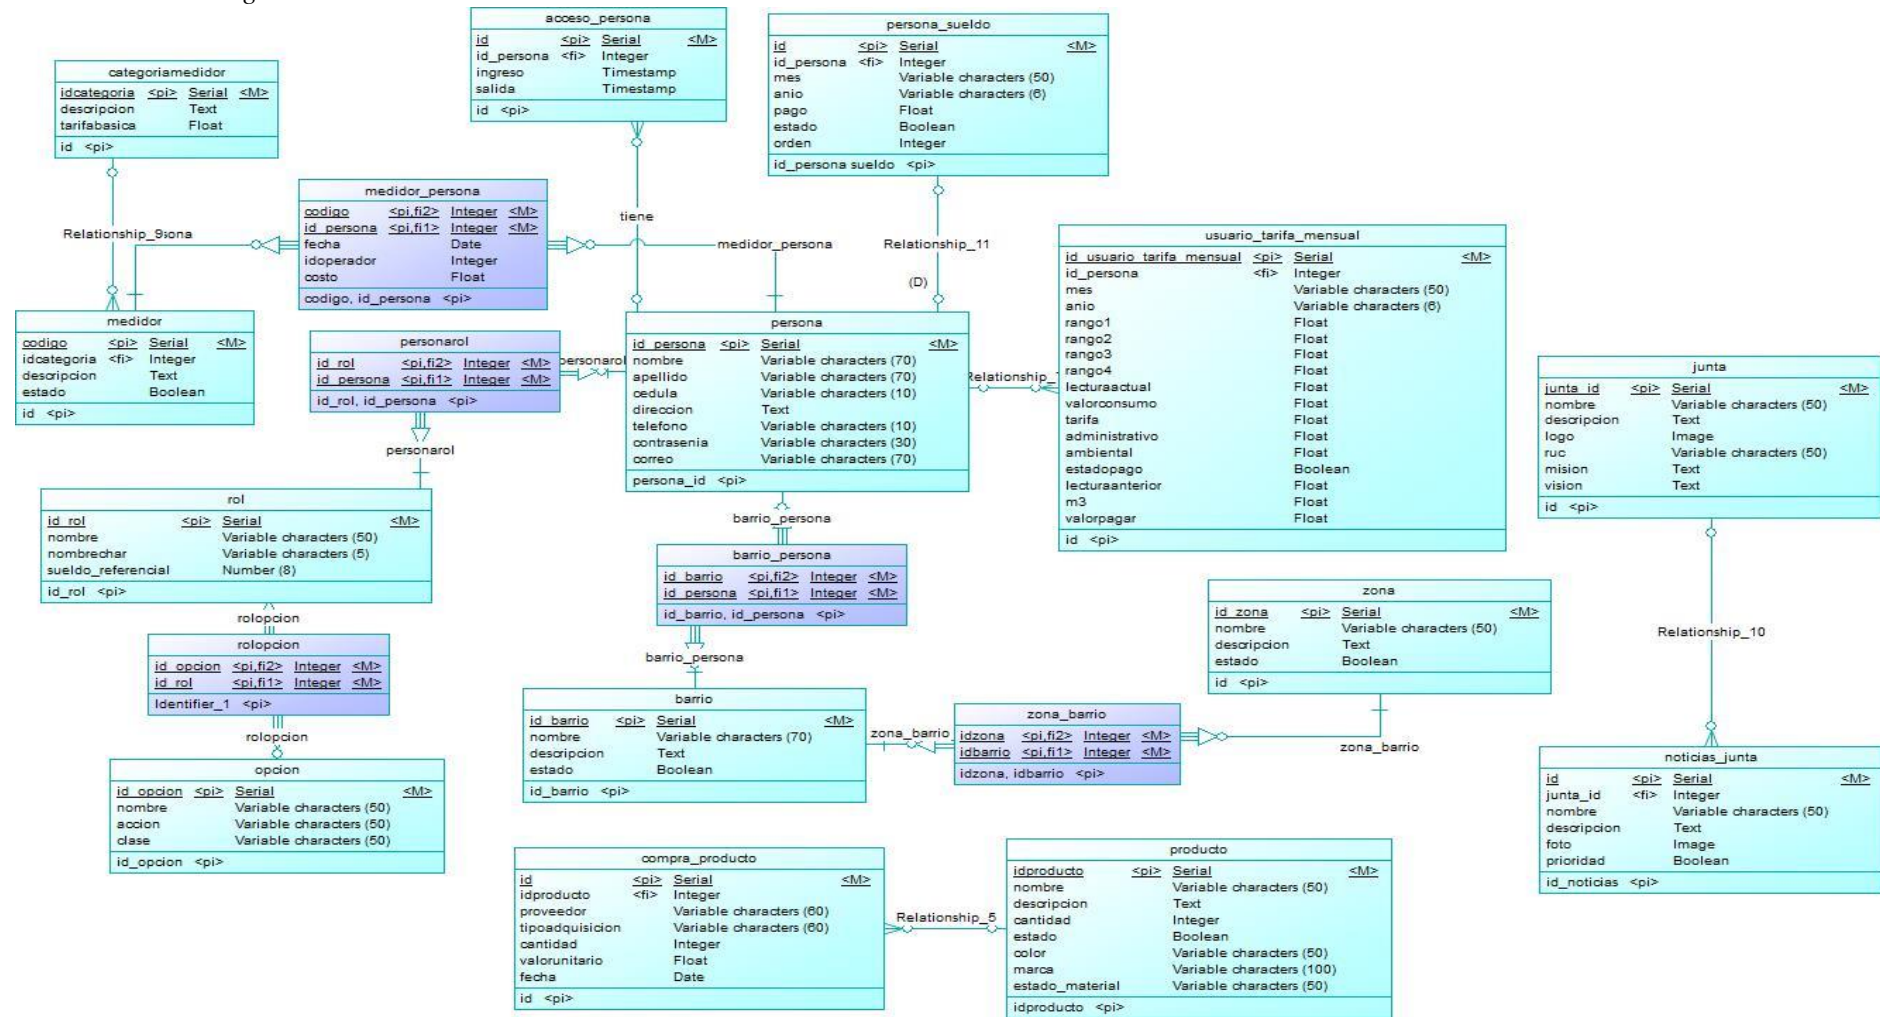 acceso_persona
id <pi> Serial <M>
id_persona <fi> Integer
ingreso Timestamp
salida Timestamp
id <pi>
persona_sueldo
id <pi> Serial <M>
id_persona <fi> Integer
mes Variable characters (50)
anio Variable characters (6)
pago Float
estado Boolean
orden Integer
id_persona sueldo <pi>
categoriamedidor
idcategoria <pi> Serial <M>
descripcion Text
tarifabasica Float
id <pi>
medidor_persona
codigo <pi,fi2> Integer <M>
id_persona <pi,fi1> Integer <M>
fecha Date
idoperador Integer
costo Float
codigo, id_persona <pi>
tiene
Relationship_9sona
medidor_persona
Relationship_11
(D)
usuario_tarifa_mensual
id_usuario_tarifa_mensual <pi> Serial <M>
id_persona <fi> Integer
mes Variable characters (50)
anio Variable characters (6)
rango1 Float
rango2 Float
rango3 Float
rango4 Float
lecturaactual Float
valorconsumo Float
tarifa Float
administrativo Float
ambiental Float
estadopago Boolean
lecturaanterior Float
m3 Float
valorpagar Float
id <pi>
medidor
codigo <pi> Serial <M>
idcategoria <fi> Integer
descripcion Text
estado Boolean
id <pi>
personarol
id_rol <pi,fi2> Integer <M>
id_persona <pi,fi1> Integer <M>
id_rol, id_persona <pi>
personarol
persona
id_persona <pi> Serial <M>
nombre Variable characters (70)
apellido Variable characters (70)
cedula Variable characters (10)
direccion Text
telefono Variable characters (10)
contrasenia Variable characters (30)
correo Variable characters (70)
persona_id <pi>
junta
junta_id <pi> Serial <M>
nombre Variable characters (50)
descripcion Text
logo Image
ruc Variable characters (50)
mision Text
vision Text
id <pi>
personarol
rol
id_rol <pi> Serial <M>
nombre Variable characters (50)
nombrechar Variable characters (5)
sueldo_referencial Number (8)
id_rol <pi>
barrio_persona
barrio_persona
id_barrio <pi,fi2> Integer <M>
id_persona <pi,fi1> Integer <M>
id_barrio, id_persona <pi>
barrio_persona
zona
id_zona <pi> Serial <M>
nombre Variable characters (50)
descripcion Text
estado Boolean
id <pi>
Relationship_10
rolopcion
rolopcion
id_opcion <pi,fi2> Integer <M>
id_rol <pi,fi1> Integer <M>
Identifier_1 <pi>
rolopcion
barrio
id_barrio <pi> Serial <M>
nombre Variable characters (70)
descripcion Text
estado Boolean
id_barrio <pi>
zona_barrio
zona_barrio
idzona <pi,fi2> Integer <M>
idbarrio <pi,fi1> Integer <M>
idzona, idbarrio <pi>
zona_barrio
opcion
id_opcion <pi> Serial <M>
nombre Variable characters (50)
accion Variable characters (50)
clase Variable characters (50)
id_opcion <pi>
noticias_junta
id <pi> Serial <M>
junta_id <fi> Integer
nombre Variable characters (50)
descripcion Text
foto Image
prioridad Boolean
id_noticias <pi>
compra_producto
id <pi> Serial <M>
idproducto <fi> Integer
proveedor Variable characters (60)
tipoadquisicion Variable characters (60)
cantidad Integer
valorunitario Float
fecha Date
id <pi>
Relationship_5
producto
idproducto <pi> Serial <M>
nombre Variable characters (50)
descripcion Text
cantidad Integer
estado Boolean
color Variable characters (50)
marca Variable characters (100)
estado_material Variable characters (50)
idproducto <pi>